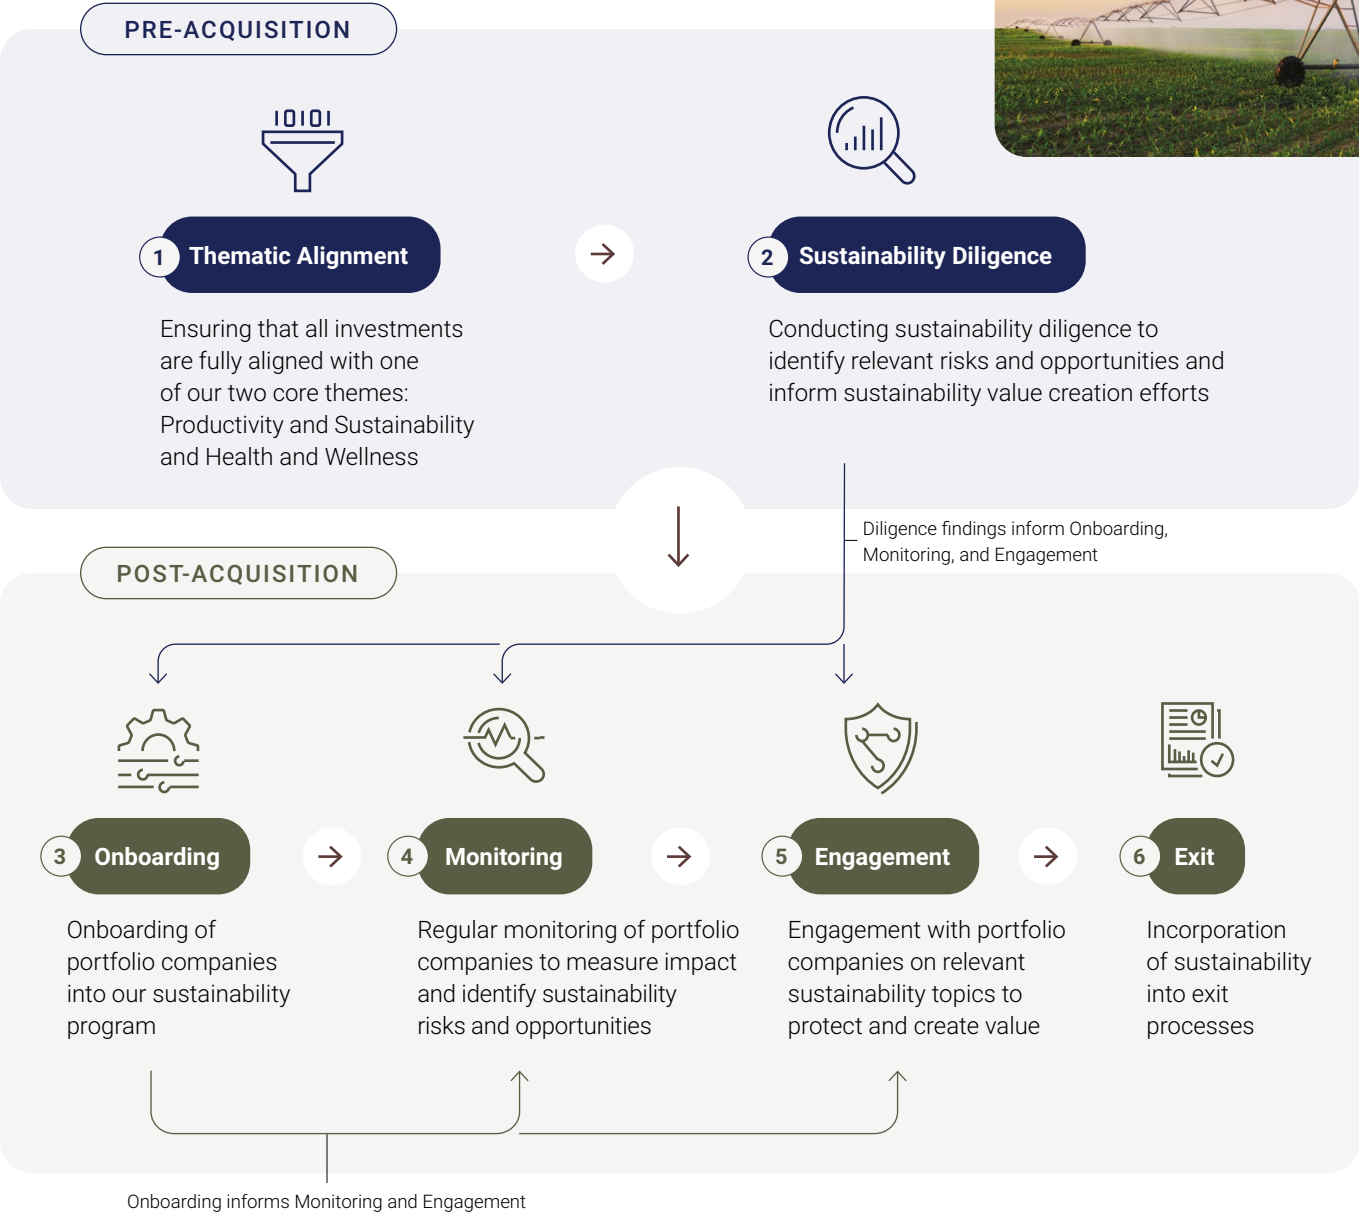 PRE-ACQUISITION
10101
1 Thematic Alignment
Ensuring that all investments
are fully aligned with one
of our two core themes:
Productivity and Sustainability
and Health and Wellness
2 Sustainability Diligence
Conducting sustainability diligence to
identify relevant risks and opportunities and
inform sustainability value creation efforts
Diligence findings inform Onboarding,
Monitoring, and Engagement
POST-ACQUISITION
3 Onboarding
Onboarding of
portfolio companies
into our sustainability
program
4 Monitoring
Regular monitoring of portfolio
companies to measure impact
and identify sustainability
risks and opportunities
5 Engagement
Engagement with portfolio
companies on relevant
sustainability topics to
protect and create value
6 Exit
Incorporation
of sustainability
into exit
processes
Onboarding informs Monitoring and Engagement